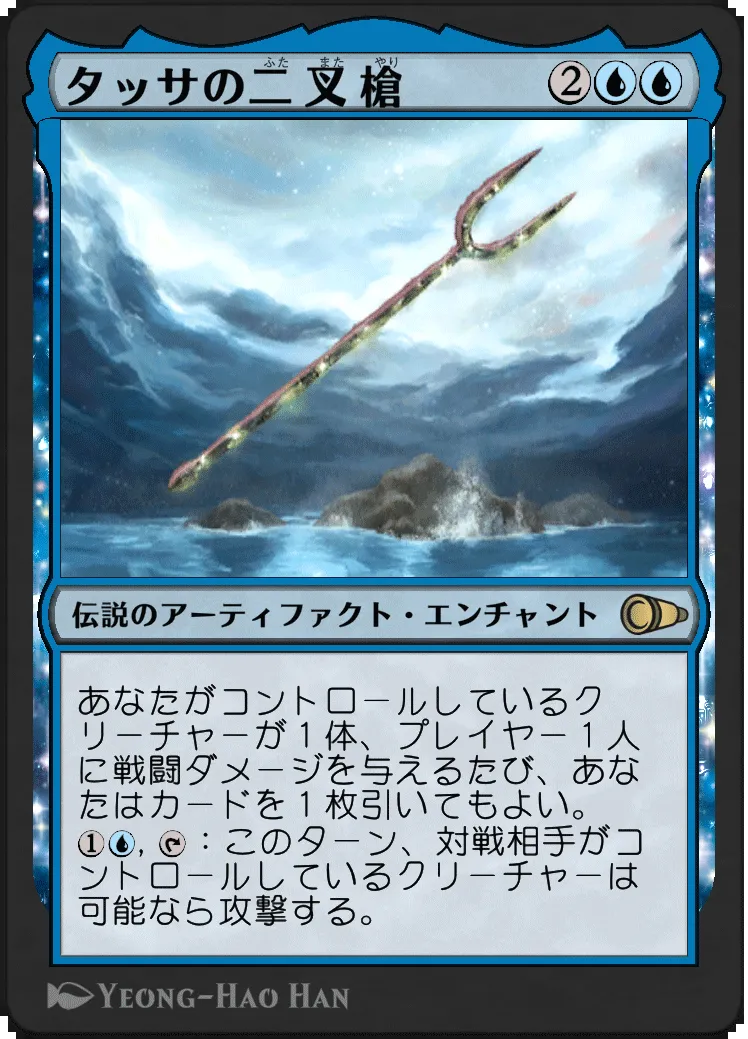 タッサの二叉槍 2
ふた また やり
伝説のアーティファクト・エンチャント
あなたがコントロールしているク
リーチャーが１体、プレイヤー１人
に戦闘ダメージを与えるたび、あな
たはカードを１枚引いてもよい。
1, : このターン、対戦相手がコ
ントロールしているクリーチャーは
可能なら攻撃する。
YEONG-HAO HAN